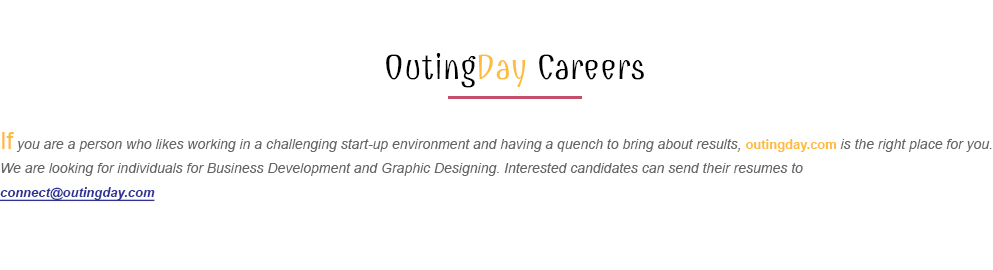 OutingDay Careers
If you are a person who likes working in a challenging start-up environment and having a quench to bring about results, outingday.com is the right place for you.
We are looking for individuals for Business Development and Graphic Designing. Interested candidates can send their resumes to
connect@outingday.com